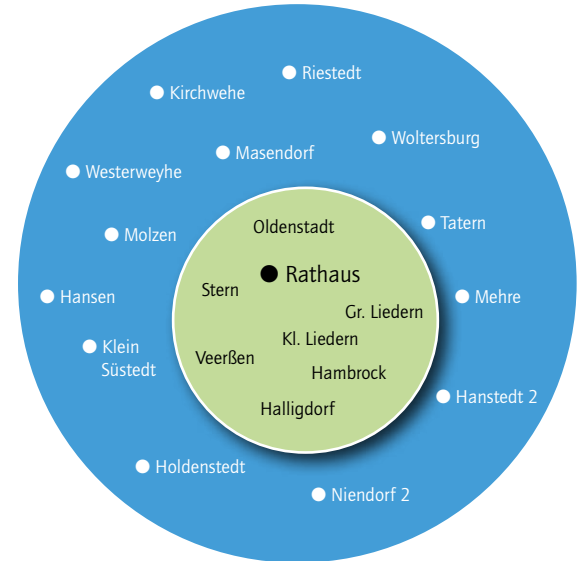 Riestedt
Kirchwehe
Woltersburg
Masendorf
Westerweyhe
Tatern
Oldenstadt
Molzen
Rathaus
Stern
Hansen
Mehre
Gr. Liedern
Kl. Liedern
Klein
Süstedt
Veerßen
Hambrock
Hanstedt 2
Halligdorf
Holdenstedt
Niendorf 2